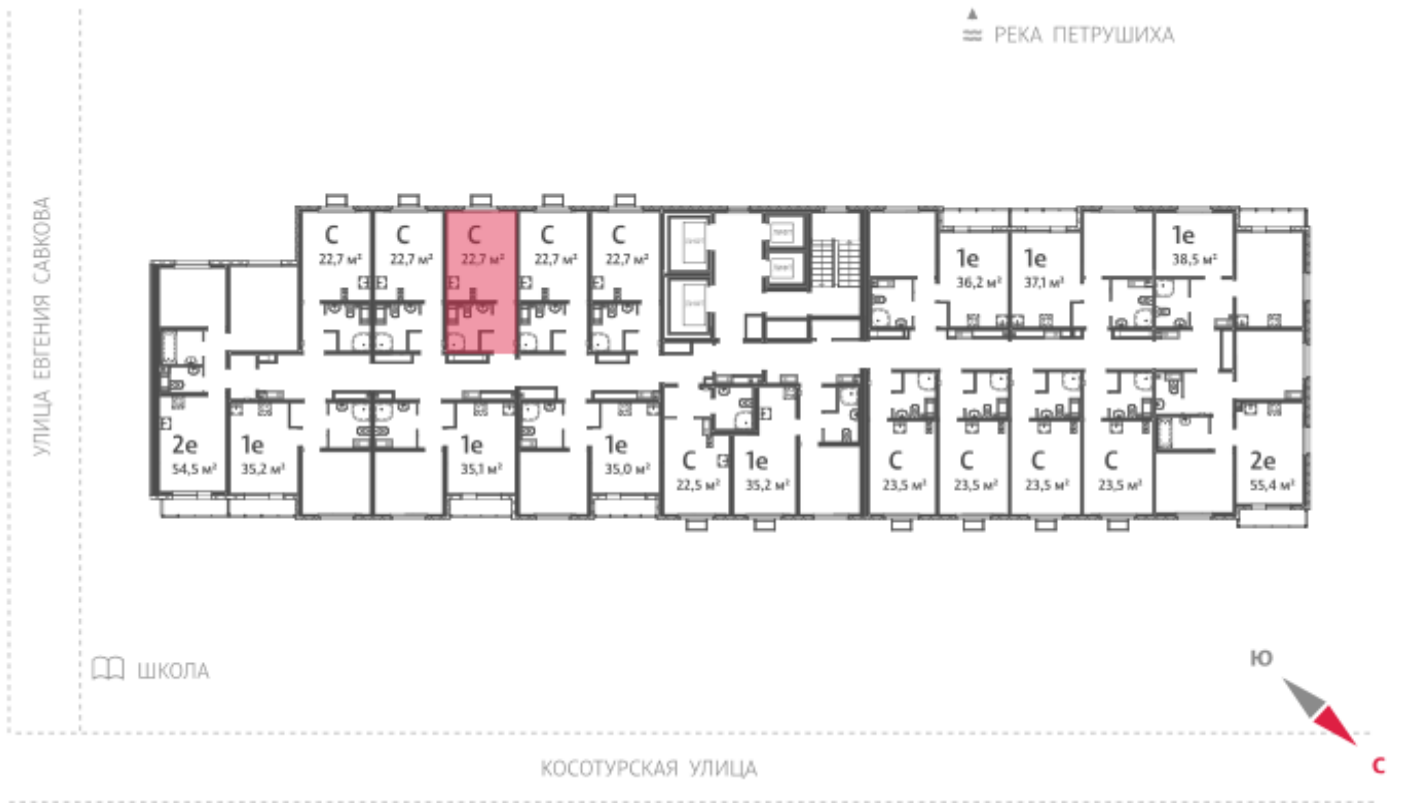 РЕКА ПЕТРУШИХА
УЛИЦА ЕВГЕНИЯ САВКОВА
С
22,7 м²
С
22,7 м²
С
22,7 м²
С
22,7 м²
С
22,7 м²
1е
36,2 м²
1е
37,1 м²
1е
38,5 м²
2е
54,5 м²
1е
35,2 м²
1е
35,1 м²
1е
35,0 м²
С
22,5 м²
1е
35,2 м²
С
23,5 м²
С
23,5 м²
С
23,5 м²
С
23,5 м²
2е
55,4 м²
ШКОЛА
Ю
С
КОСОТУРСКАЯ УЛИЦА